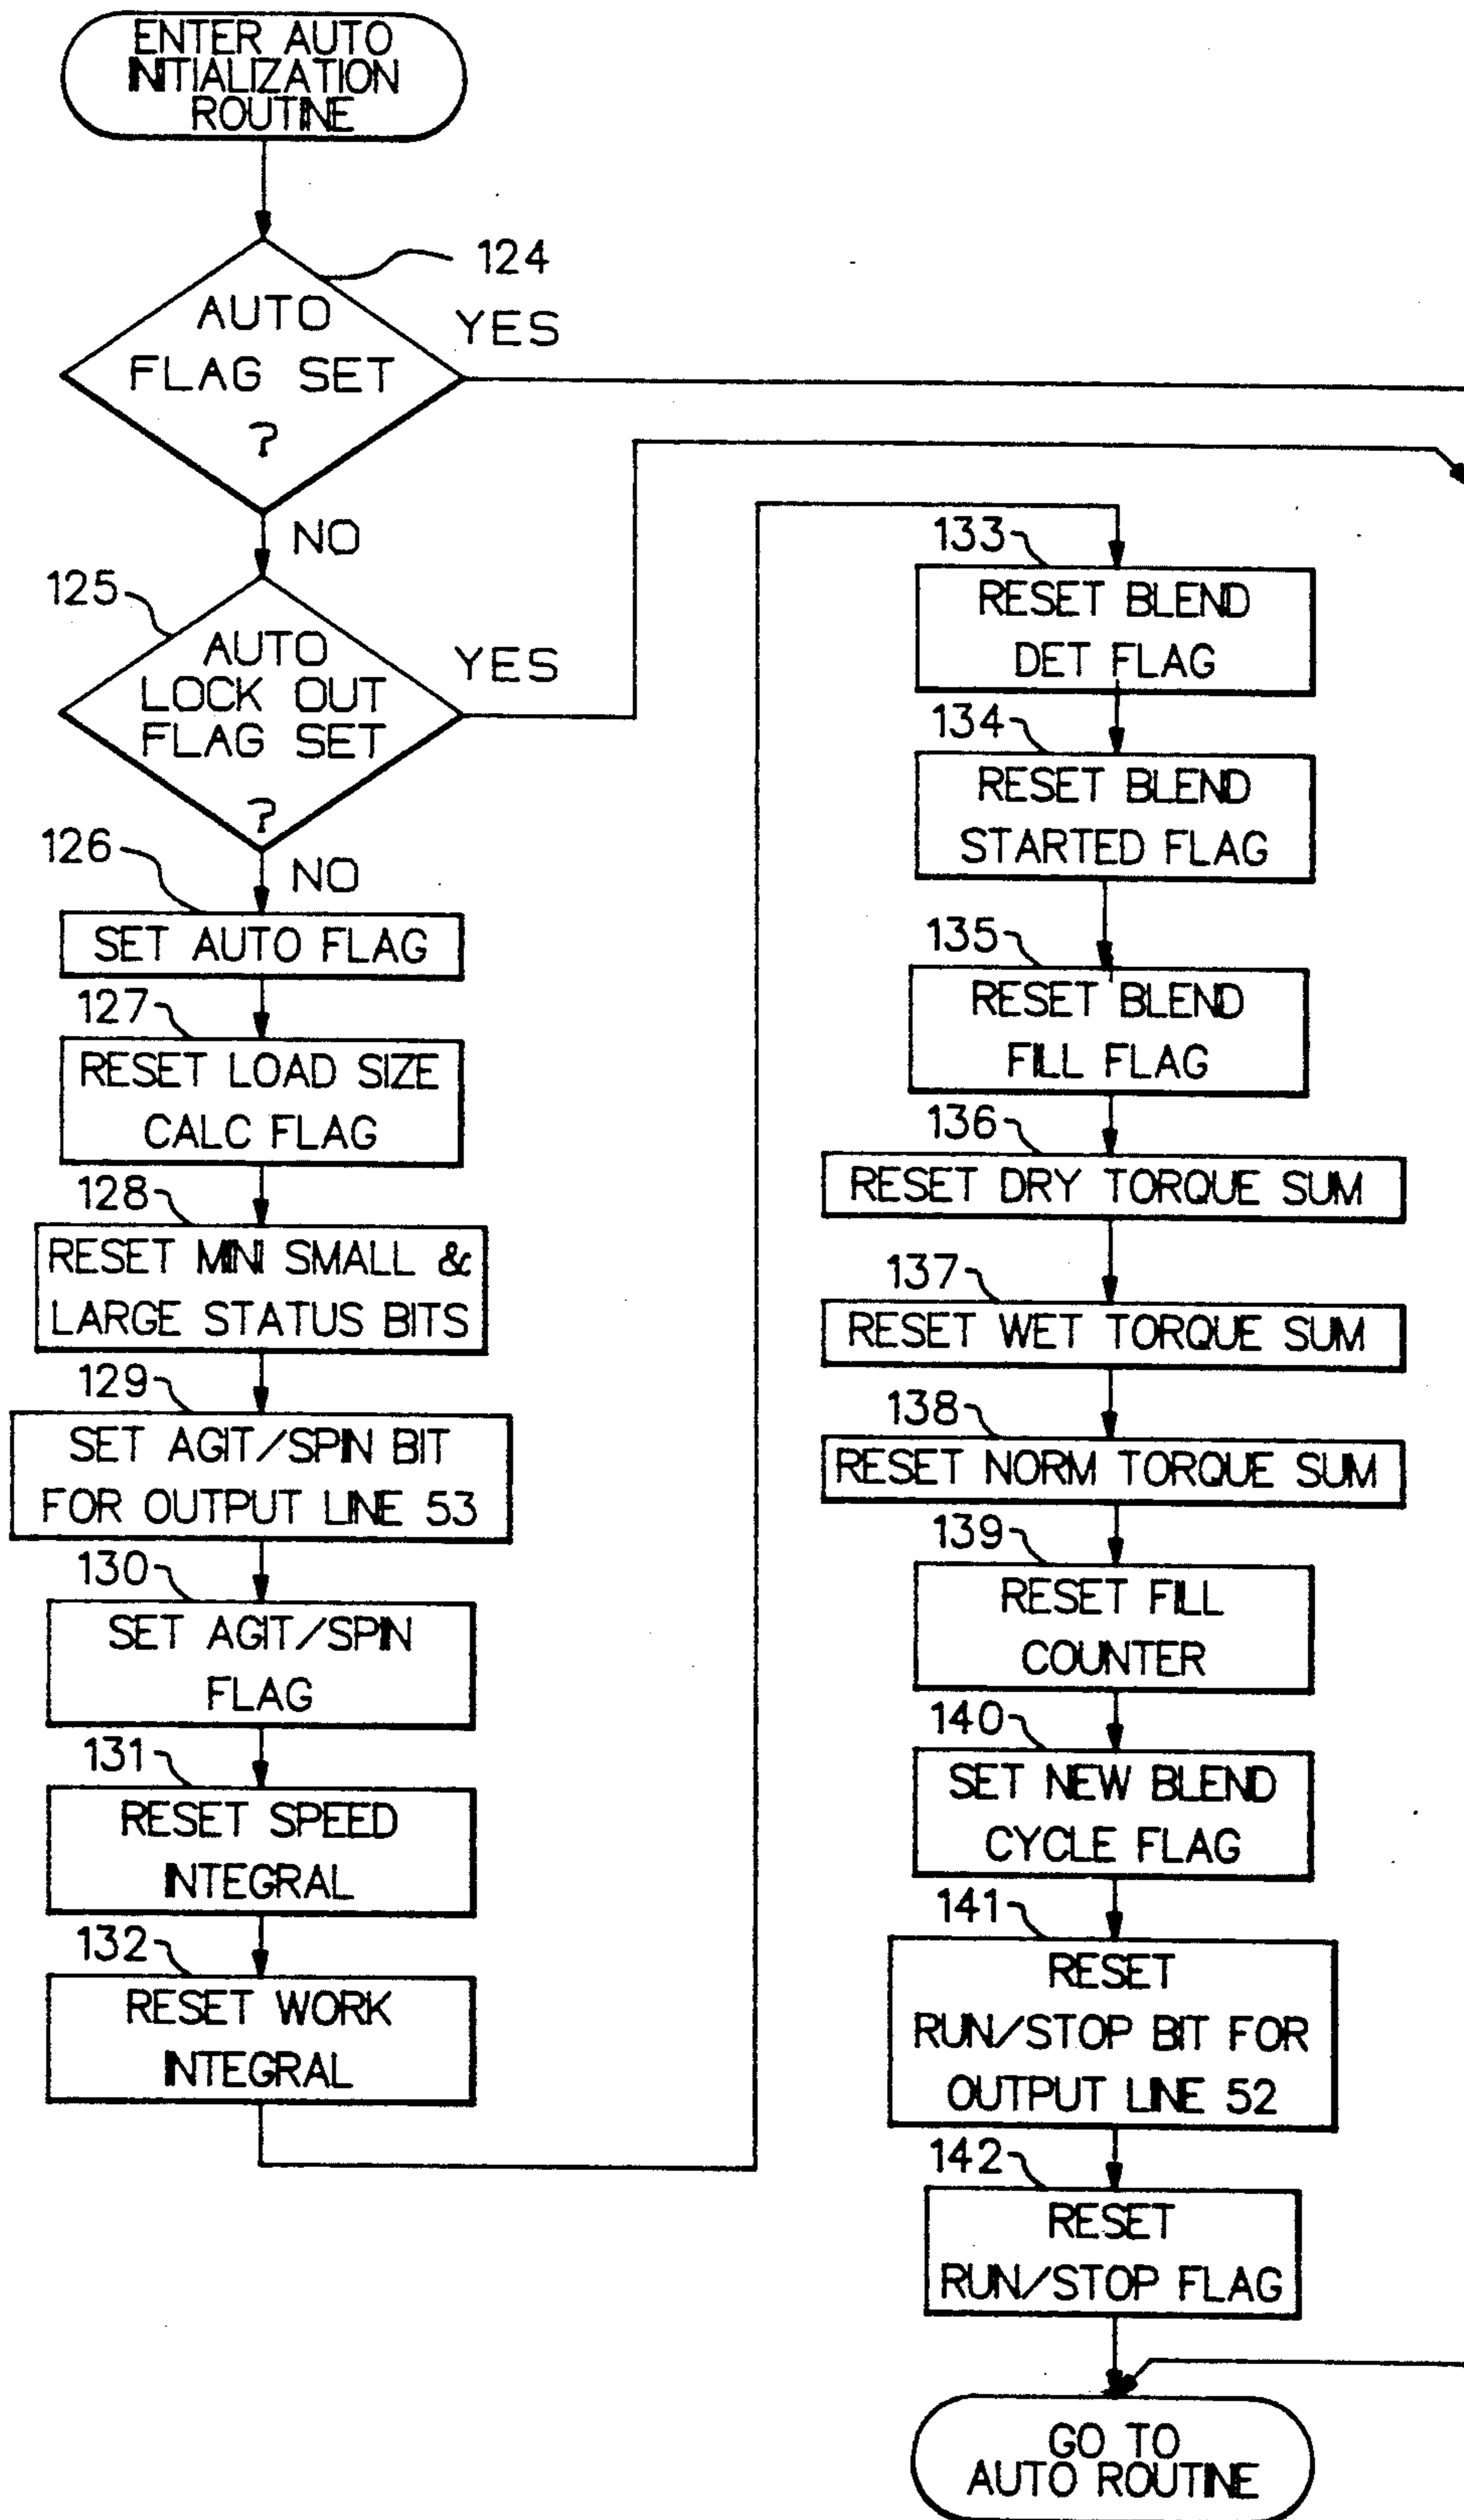 ENTER AUTO
INITIALIZATION
ROUTINE
124
AUTO
FLAG SET
?
YES
NO
125
AUTO
LOCK OUT
FLAG SET
?
YES
NO
126
SET AUTO FLAG
127
RESET LOAD SIZE
CALC FLAG
128
RESET MINI SMALL &
LARGE STATUS BITS
129
SET AGIT/SPIN BIT
FOR OUTPUT LINE 53
130
SET AGIT/SPIN
FLAG
131
RESET SPEED
INTEGRAL
132
RESET WORK
INTEGRAL
133
RESET BLEND
DET FLAG
134
RESET BLEND
STARTED FLAG
135
RESET BLEND
FILL FLAG
136
RESET DRY TORQUE SUM
137
RESET WET TORQUE SUM
138
RESET NORM TORQUE SUM
139
RESET FILL
COUNTER
140
SET NEW BLEND
CYCLE FLAG
141
RESET
RUN/STOP BIT FOR
OUTPUT LINE 52
142
RESET
RUN/STOP FLAG
GO TO
AUTO ROUTINE